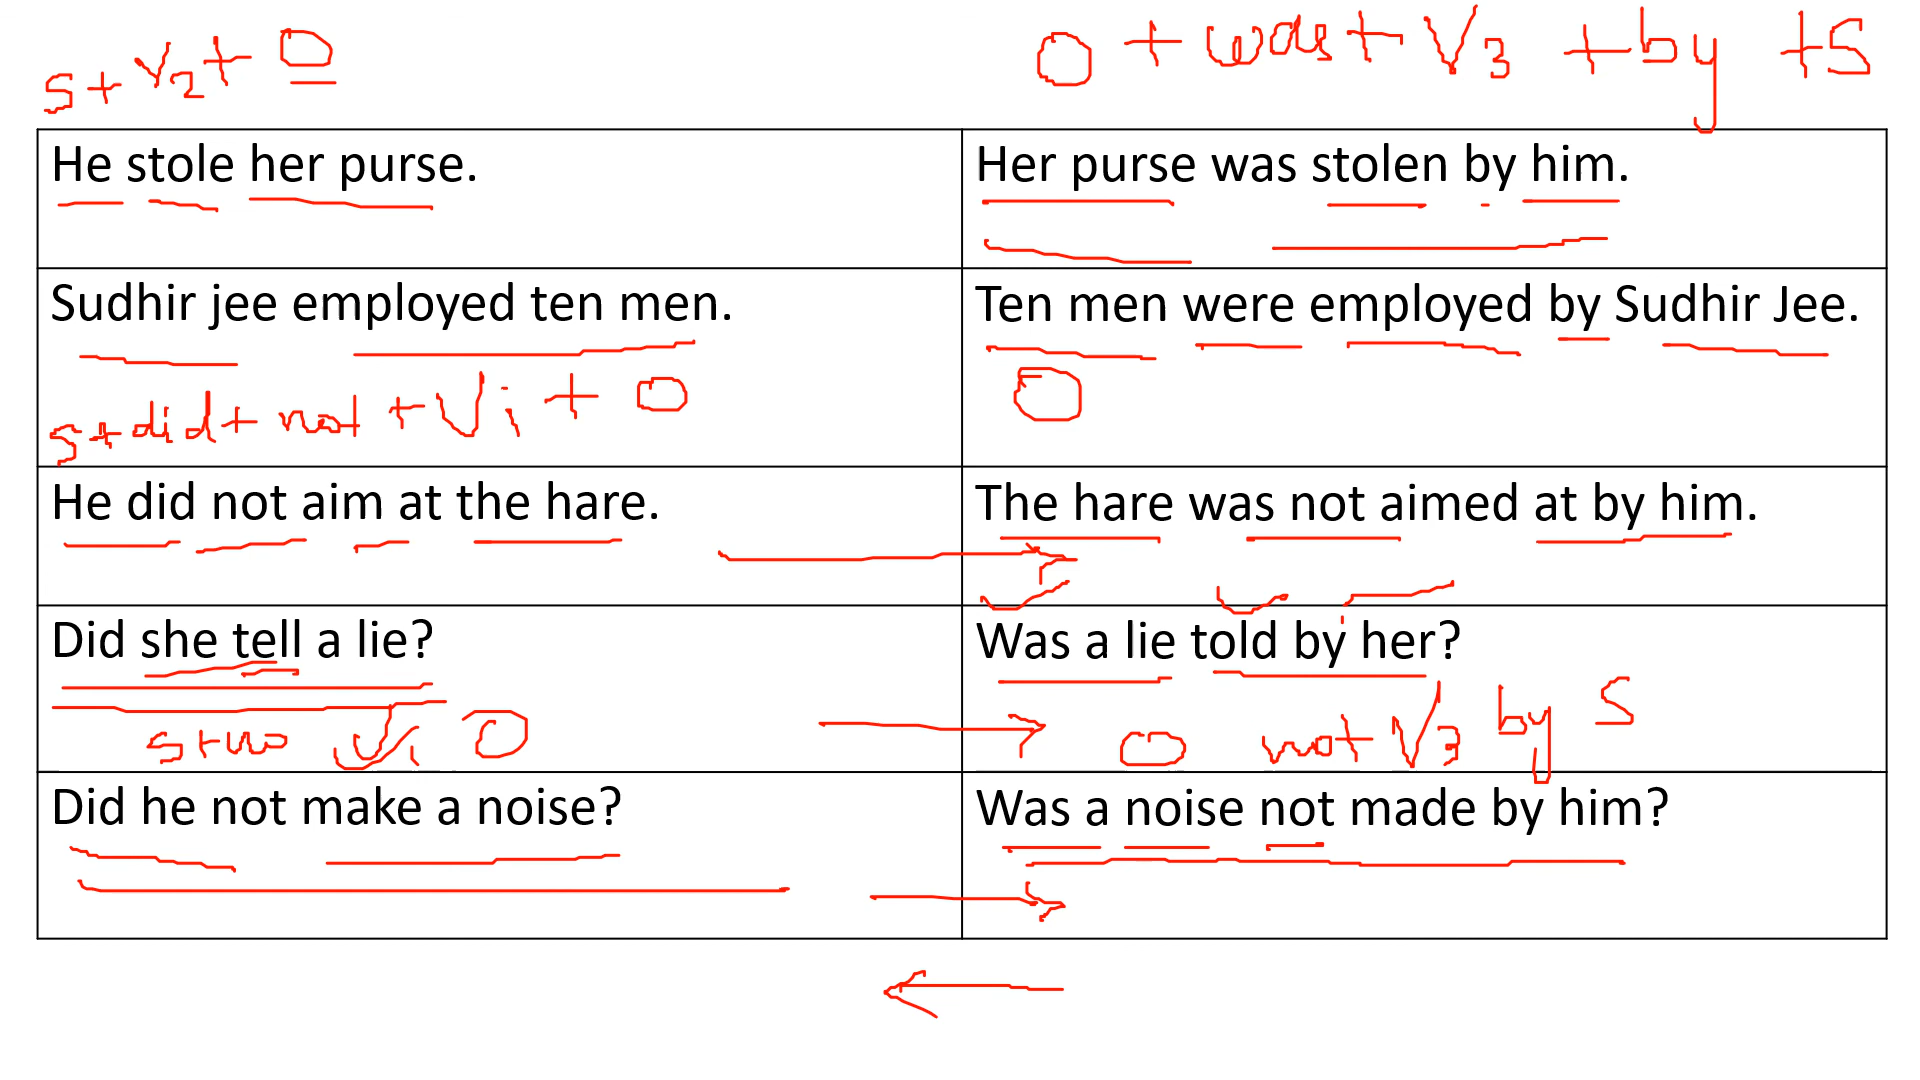 s + V2 + O
O + was + V3 + by + S
He stole her purse.
Her purse was stolen by him.
Sudhir jee employed ten men.
Ten men were employed by Sudhir Jee.
s + did + not + V1 + O
O
He did not aim at the hare.
The hare was not aimed at by him.
Did she tell a lie?
Was a lie told by her?
s + no V1 O
O not V3 by S
Did he not make a noise?
Was a noise not made by him?